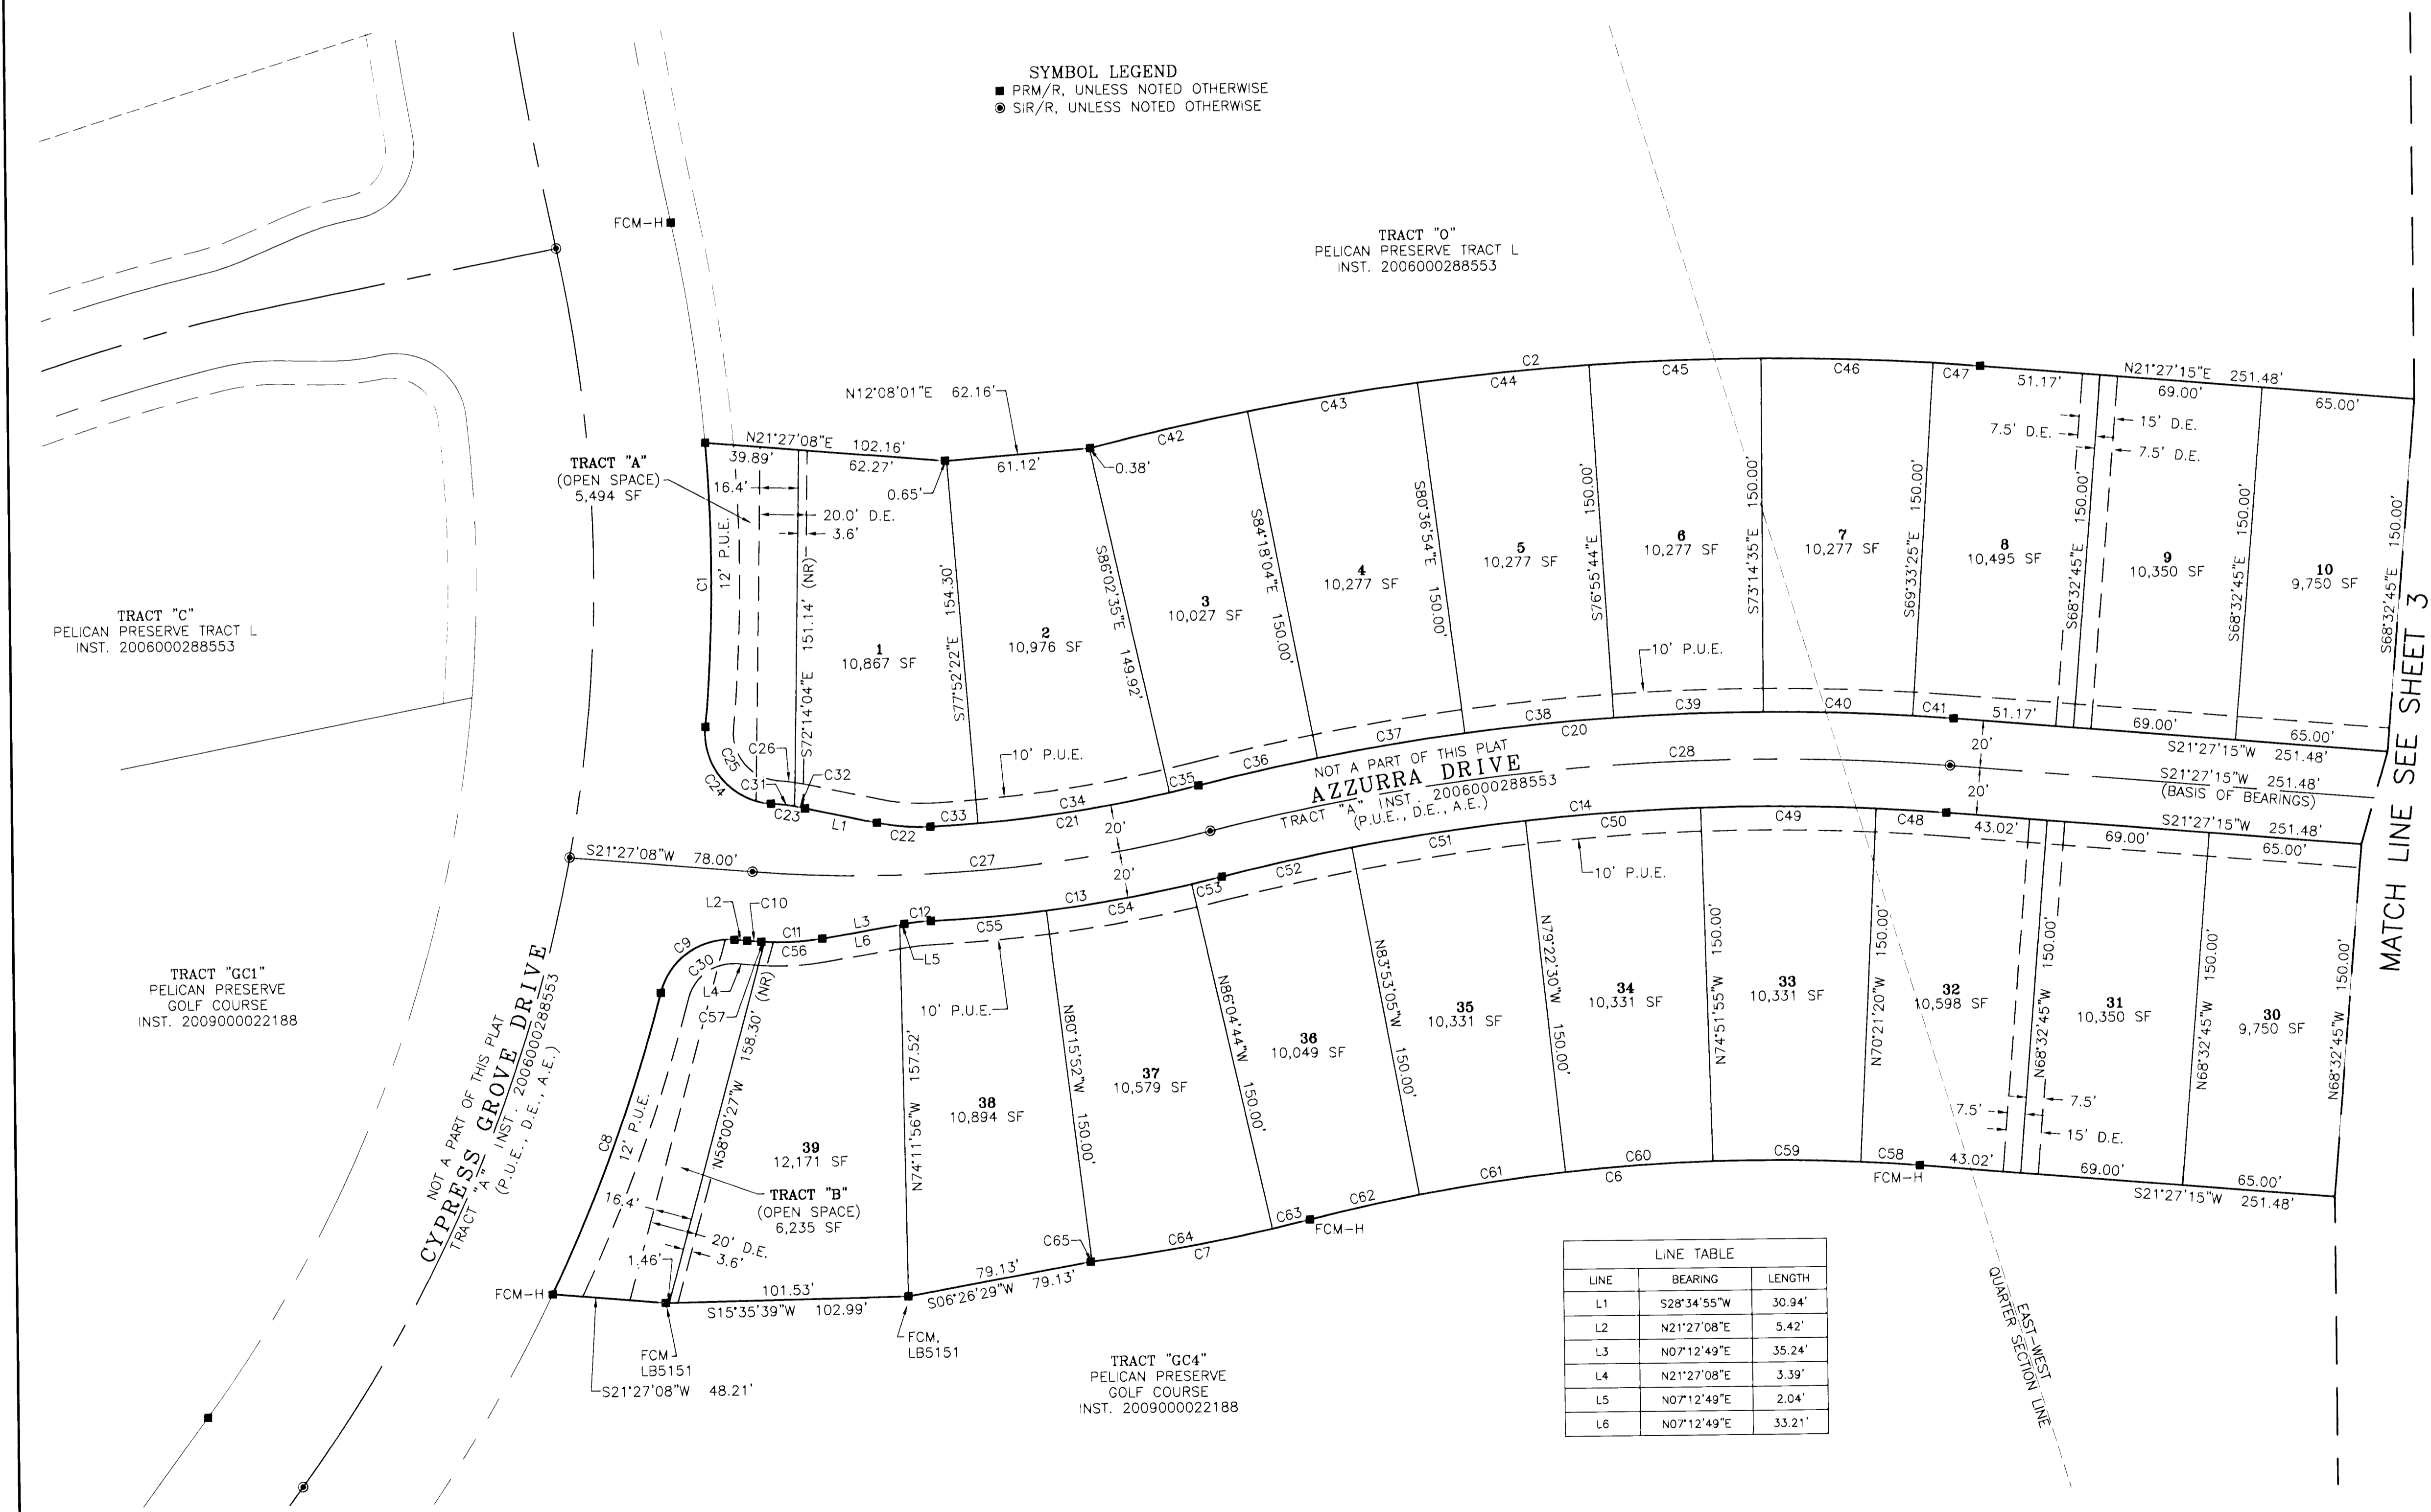 SYMBOL LEGEND
■ PRM/R, UNLESS NOTED OTHERWISE
◉ SIR/R, UNLESS NOTED OTHERWISE
FCM-H
TRACT "O"
PELICAN PRESERVE TRACT L
INST. 2006000288553
N12°08'01"E 62.16'
N21°27'08"E 102.16'
39.89'
62.27'
61.12'
0.38'
0.65'
C42
C43
C44
C2
C45
C46
C47
51.17'
N21°27'15"E 251.48'
69.00'
65.00'
7.5' D.E.
15' D.E.
7.5' D.E.
TRACT "A"
(OPEN SPACE)
5,494 SF
16.4'
20.0' D.E.
3.6'
C1
12' P.U.E.
S72°14'04"E 151.14' (NR)
1
10,867 SF
S77°52'22"E 154.30'
2
10,976 SF
S86°02'35"E 149.92'
3
10,027 SF
S84°18'04"E 150.00'
4
10,277 SF
S80°36'54"E 150.00'
5
10,277 SF
S76°55'44"E 150.00'
6
10,277 SF
S73°14'35"E 150.00'
7
10,277 SF
S69°33'25"E 150.00'
8
10,495 SF
S68°32'45"E 150.00'
9
10,350 SF
S68°32'45"E 150.00'
10
9,750 SF
S68°32'45"E 150.00'
MATCH LINE SEE SHEET 3
TRACT "C"
PELICAN PRESERVE TRACT L
INST. 2006000288553
10' P.U.E.
10' P.U.E.
C24
C25
C26
C31
C32
C23
L1
C22
C33
C21
C34
C35
C36
C37
C38
C20
C39
C40
C41
51.17'
69.00'
65.00'
S21°27'15"W 251.48'
20'
20'
S21°27'15"W 251.48'
(BASIS OF BEARINGS)
NOT A PART OF THIS PLAT
AZZURRA DRIVE
TRACT "A" INST. 2006000288553
(P.U.E., D.E., A.E.)
C28
S21°27'08"W 78.00'
C27
20'
20'
L2
C10
C9
C30
C11
C56
L3
L6
C12
L5
L4
C57
C55
C13
C54
C53
C52
C51
C14
C50
C49
C48
43.02'
S21°27'15"W 251.48'
69.00'
65.00'
10' P.U.E.
10' P.U.E.
TRACT "GC1"
PELICAN PRESERVE
GOLF COURSE
INST. 2009000022188
NOT A PART OF THIS PLAT
CYPRESS GROVE DRIVE
TRACT "A" INST. 2006000288553
(P.U.E., D.E., A.E.)
C8
12' P.U.E.
N58°00'27"W 158.30' (NR)
39
12,171 SF
TRACT "B"
(OPEN SPACE)
6,235 SF
16.4'
20' D.E.
3.6'
1.46'
N74°11'56"W 157.52'
38
10,894 SF
N80°15'52"W 150.00'
37
10,579 SF
N86°04'44"W 150.00'
36
10,049 SF
N83°53'05"W 150.00'
35
10,331 SF
N79°22'30"W 150.00'
34
10,331 SF
N74°51'55"W 150.00'
33
10,331 SF
N70°21'20"W 150.00'
32
10,598 SF
N68°32'45"W 150.00'
31
10,350 SF
N68°32'45"W 150.00'
30
9,750 SF
N68°32'45"W 150.00'
7.5'
7.5'
15' D.E.
FCM-H
101.53'
S15°35'39"W 102.99'
79.13'
S06°26'29"W 79.13'
C65
C64
C7
C63
FCM-H
C62
C61
C6
C60
C59
C58
FCM-H
43.02'
69.00'
65.00'
S21°27'15"W 251.48'
FCM
LB5151
S21°27'08"W 48.21'
FCM,
LB5151
TRACT "GC4"
PELICAN PRESERVE
GOLF COURSE
INST. 2009000022188
LINE TABLE
LINE BEARING LENGTH
L1 S28°34'55"W 30.94'
L2 N21°27'08"E 5.42'
L3 N07°12'49"E 35.24'
L4 N21°27'08"E 3.39'
L5 N07°12'49"E 2.04'
L6 N07°12'49"E 33.21'
EAST-WEST
QUARTER SECTION LINE